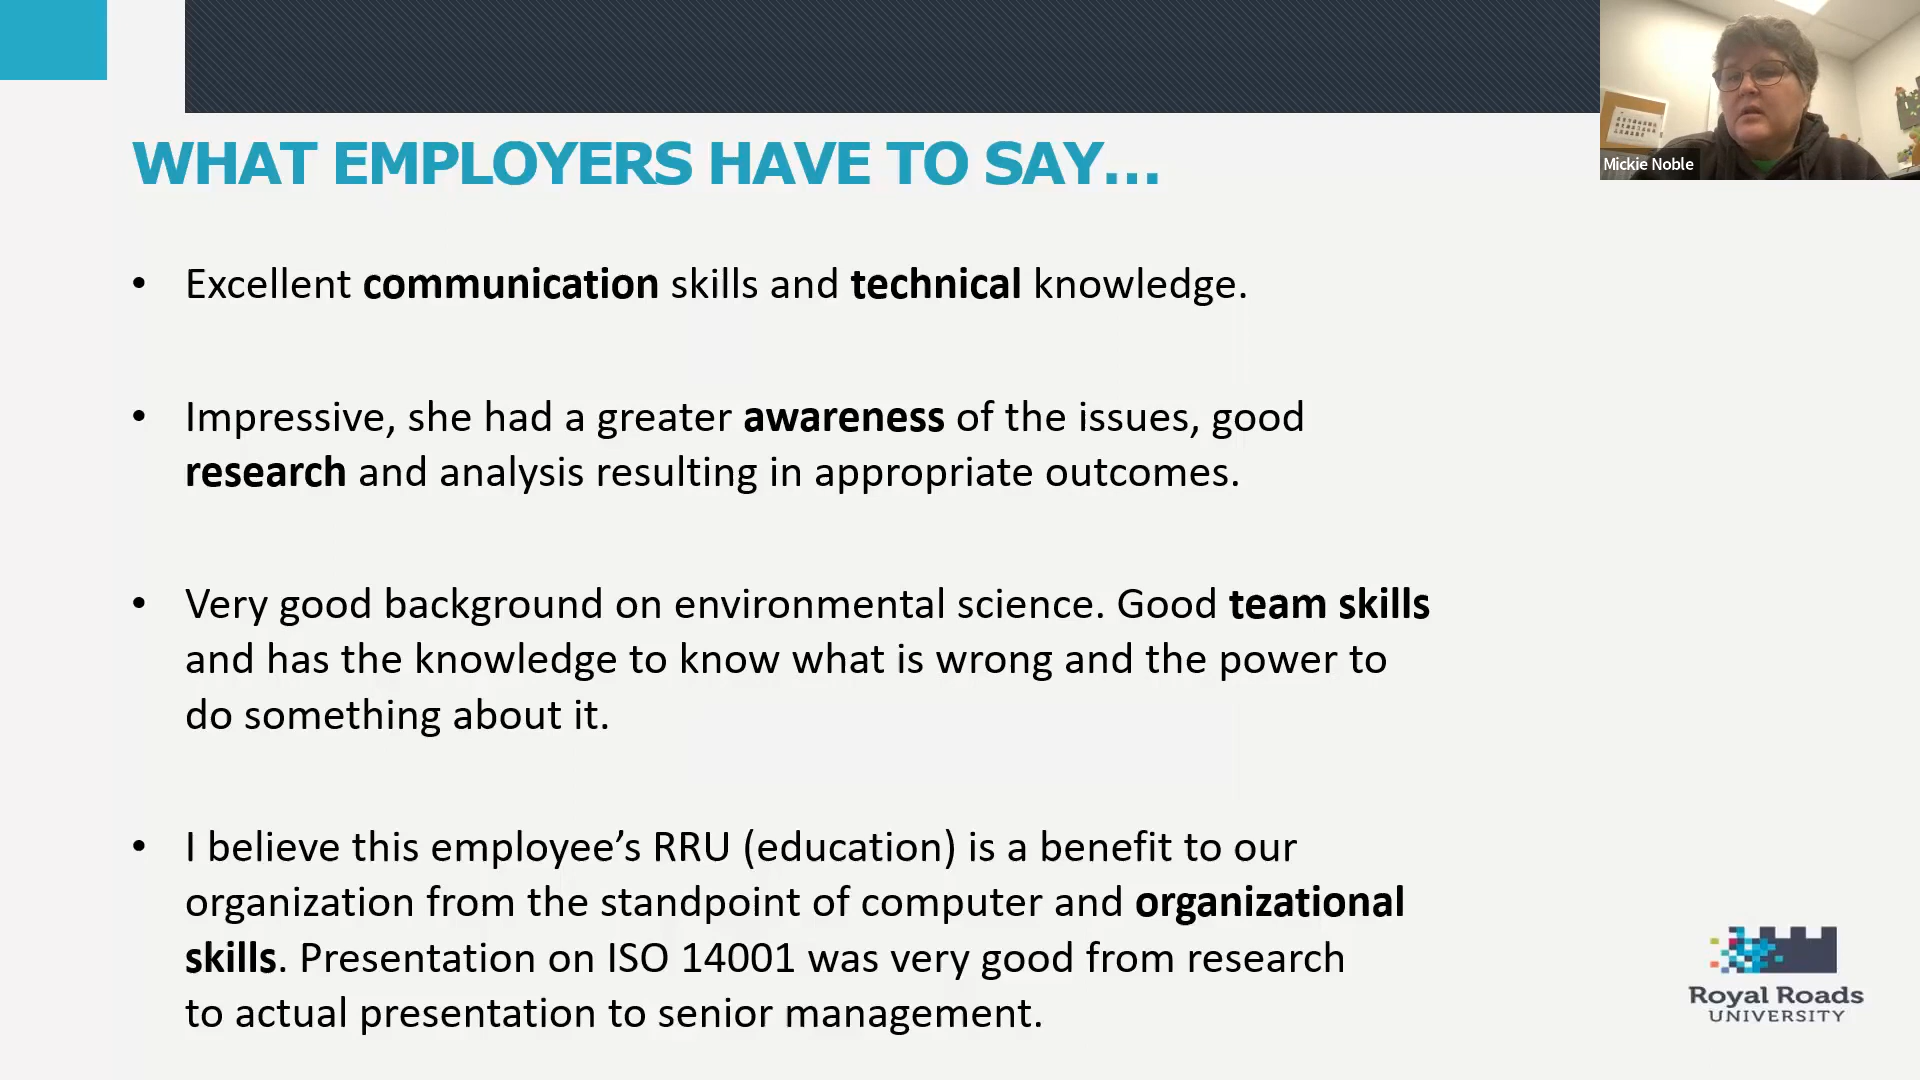 WHAT EMPLOYERS HAVE TO SAY...
Mickie Noble
• Excellent communication skills and technical knowledge.
• Impressive, she had a greater awareness of the issues, good
research and analysis resulting in appropriate outcomes.
• Very good background on environmental science. Good team skills
and has the knowledge to know what is wrong and the power to
do something about it.
• I believe this employee’s RRU (education) is a benefit to our
organization from the standpoint of computer and organizational
skills. Presentation on ISO 14001 was very good from research
to actual presentation to senior management.
Royal Roads
UNIVERSITY